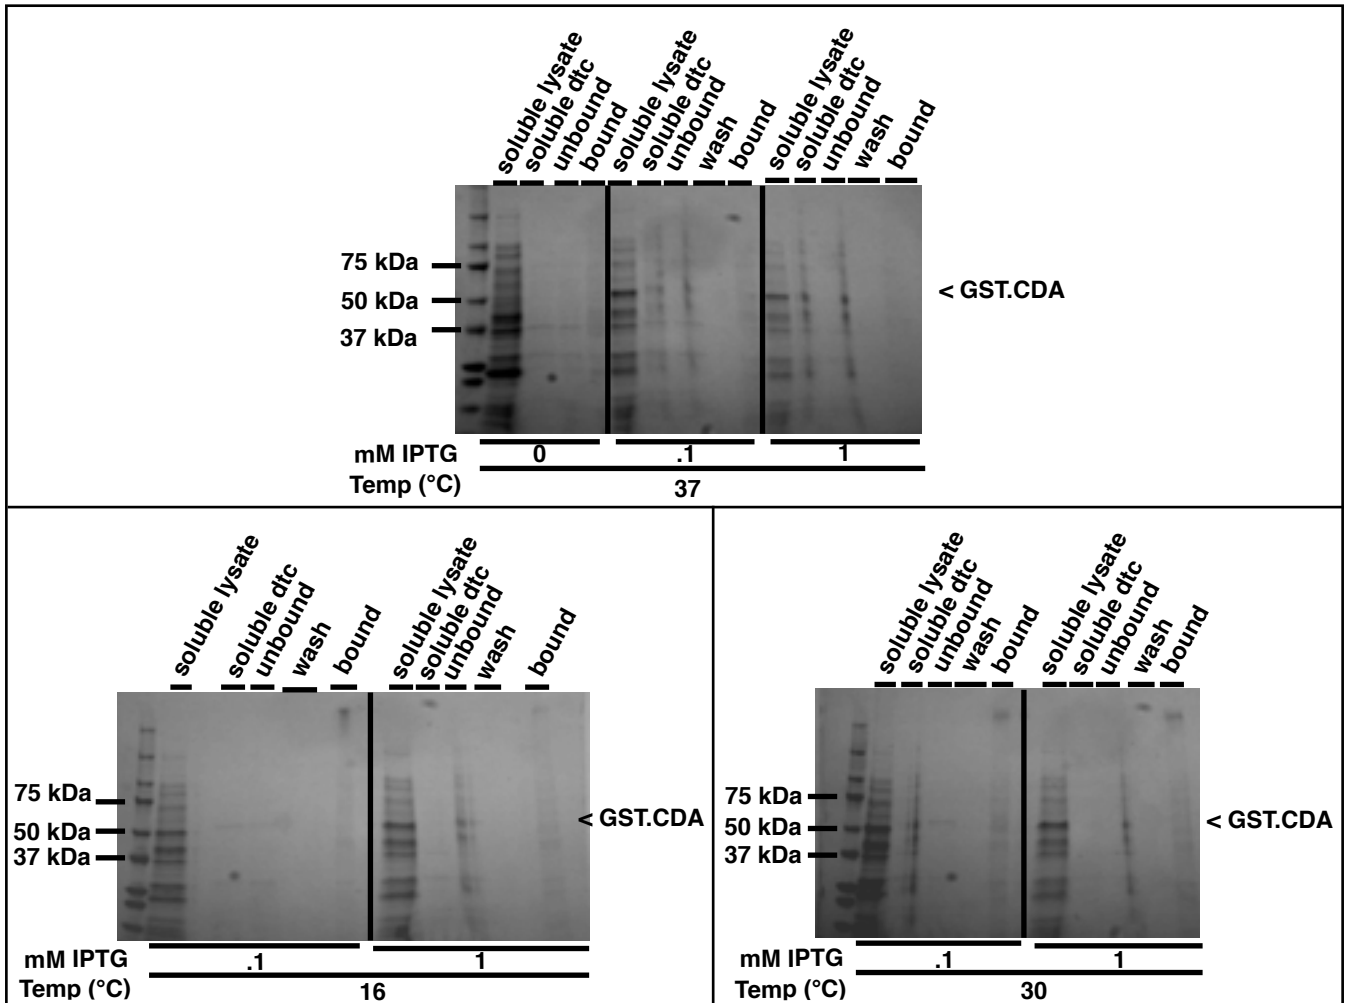 soluble lysate
soluble dtc
unbound
bound
soluble lysate
soluble dtc
unbound
wash
bound
soluble lysate
soluble dtc
unbound
wash
bound
75 kDa
50 kDa
37 kDa
< GST.CDA
mM IPTG 0 .1 1
Temp (°C) 37
soluble lysate
soluble dtc
unbound
wash
bound
soluble lysate
soluble dtc
unbound
wash
bound
75 kDa
50 kDa
37 kDa
< GST.CDA
mM IPTG .1 1
Temp (°C) 16
soluble lysate
soluble dtc
unbound
wash
bound
soluble lysate
soluble dtc
unbound
wash
bound
75 kDa
50 kDa
37 kDa
< GST.CDA
mM IPTG .1 1
Temp (°C) 30